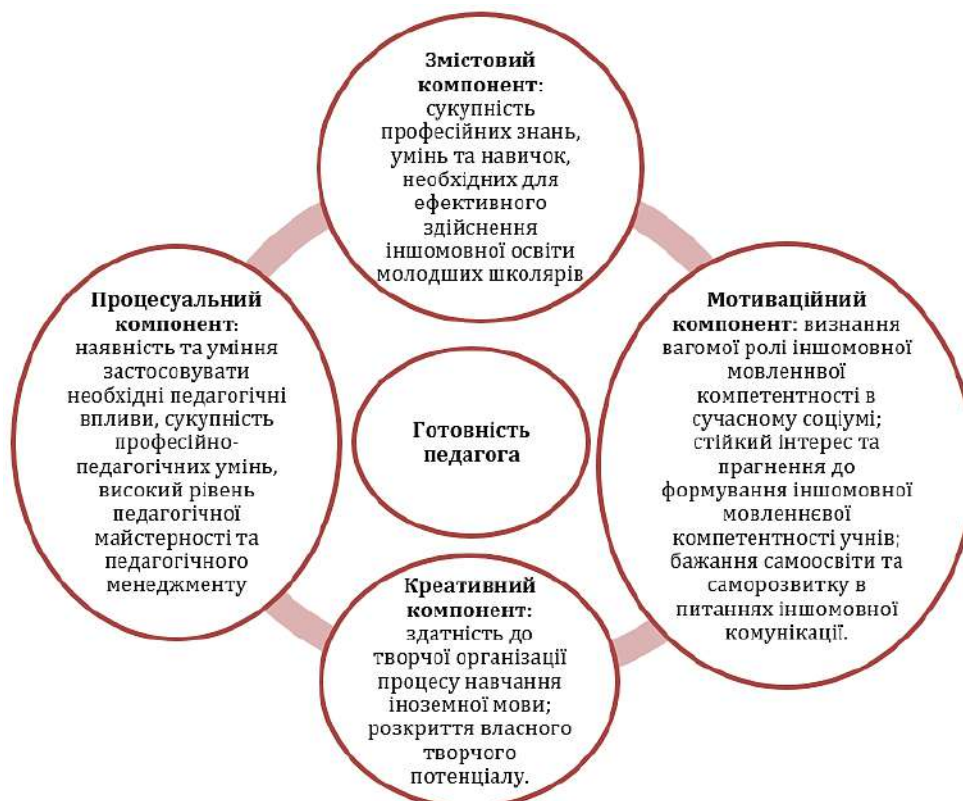 Змістовий
компонент:
сукупність
професійних знань,
умінь та навичок,
необхідних для
ефективного
здійснення
іншомовної освіти
молодших школярів
Процесуальний
компонент:
наявність та уміння
застосовувати
необхідні педагогічні
впливи, сукупність
професійно-
педагогічних умінь,
високий рівень
педагогічної
майстерності та
педагогічного
менеджменту
Готовність
педагога
Мотиваційний
компонент: визнання
вагомої ролі іншомовної
мовленнвої
компетентності в
сучасному соціумі;
стійкий інтерес та
прагнення до
формування іншомовної
мовленнєвої
компетентності учнів;
бажання самоосвіти та
саморозвитку в
питаннях іншомовної
комунікації.
Креативний
компонент:
здатність до
творчої організації
процесу навчання
іноземної мови;
розкриття власного
творчого
потенціалу.